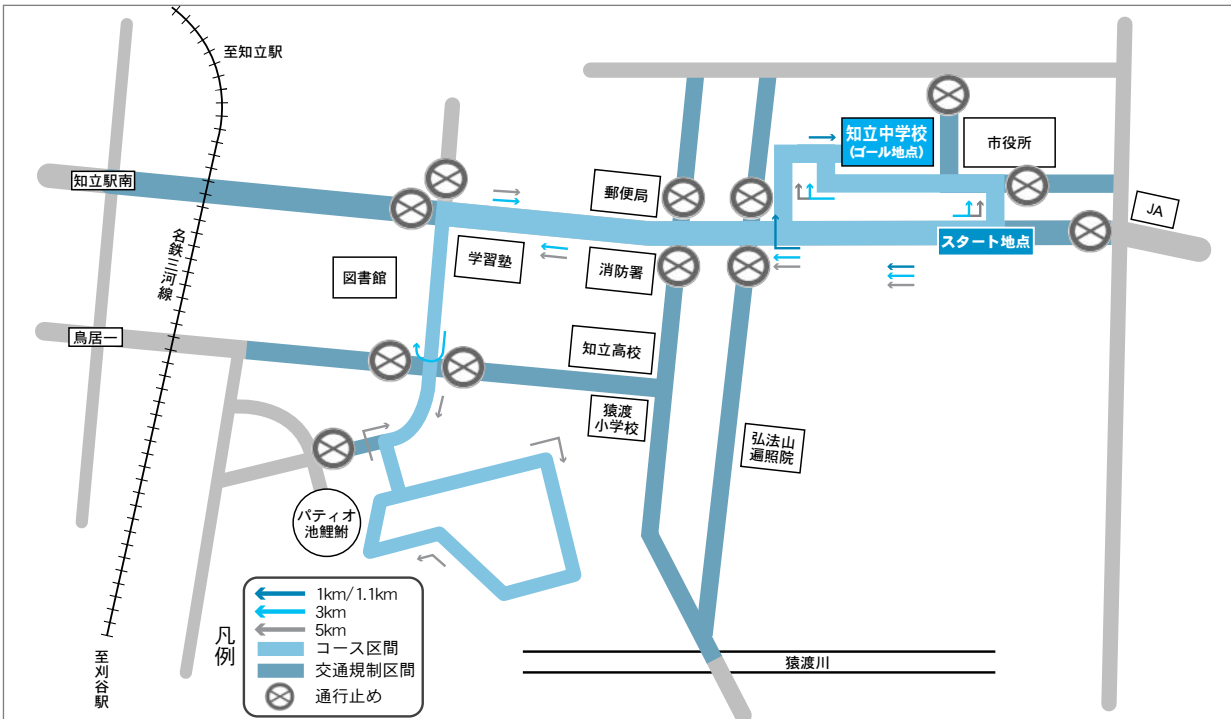 至知立駅
知立中学校
(ゴール地点)
市役所
知立駅南
郵便局
JA
名鉄三河線
学習塾
消防署
スタート地点
図書館
鳥居一
知立高校
猿渡
小学校
弘法山
遍照院
パティオ
池鯉鮒
凡例
1km/1.1km
3km
5km
コース区間
交通規制区間
通行止め
至刈谷駅
猿渡川